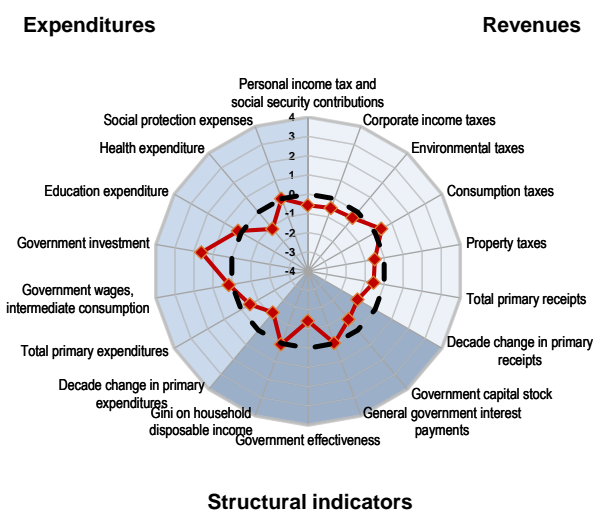 Expenditures
Revenues
Personal income tax and
social security contributions
Corporate income taxes
Environmental taxes
Consumption taxes
Property taxes
Total primary receipts
Decade change in primary
receipts
Government capital stock
General government interest
payments
Government effectiveness
Gini on household
disposable income
Decade change in primary
expenditures
Total primary expenditures
Government wages,
intermediate consumption
Government investment
Education expenditure
Health expenditure
Social protection expenses
4
3
2
1
0
-1
-2
-3
-4
Structural indicators